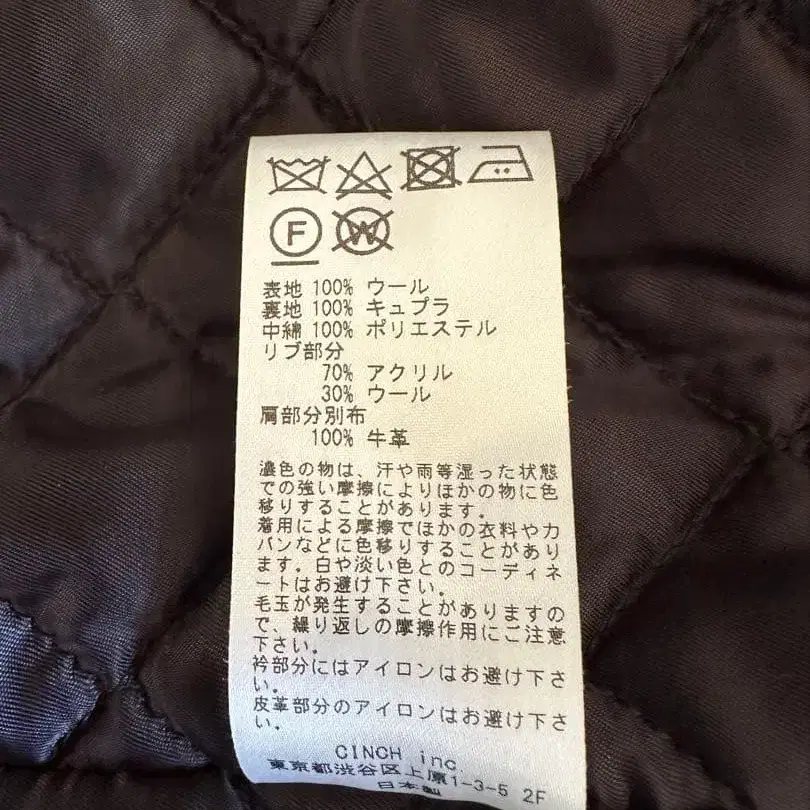 F W
表地 100% ウール
裏地 100% キュプラ
中綿 100% ポリエステル
リブ部分
70% アクリル
30% ウール
肩部分別布
100% 牛革
濃色の物は、汗や雨等湿った状態
での強い摩擦によりほかの物に色
移りすることがあります。
着用による摩擦でほかの衣料やカ
バンなどに色移りすることがあり
ます。白や淡い色とのコーディネ
ートはお避け下さい。
毛玉が発生することがありますの
で、繰り返しの摩擦作用にご注意
下さい。
衿部分にはアイロンはお避け下さ
い。
皮革部分のアイロンはお避け下さ
い。
CINCH inc.
東京都渋谷区上原1-3-5 2F
日本製